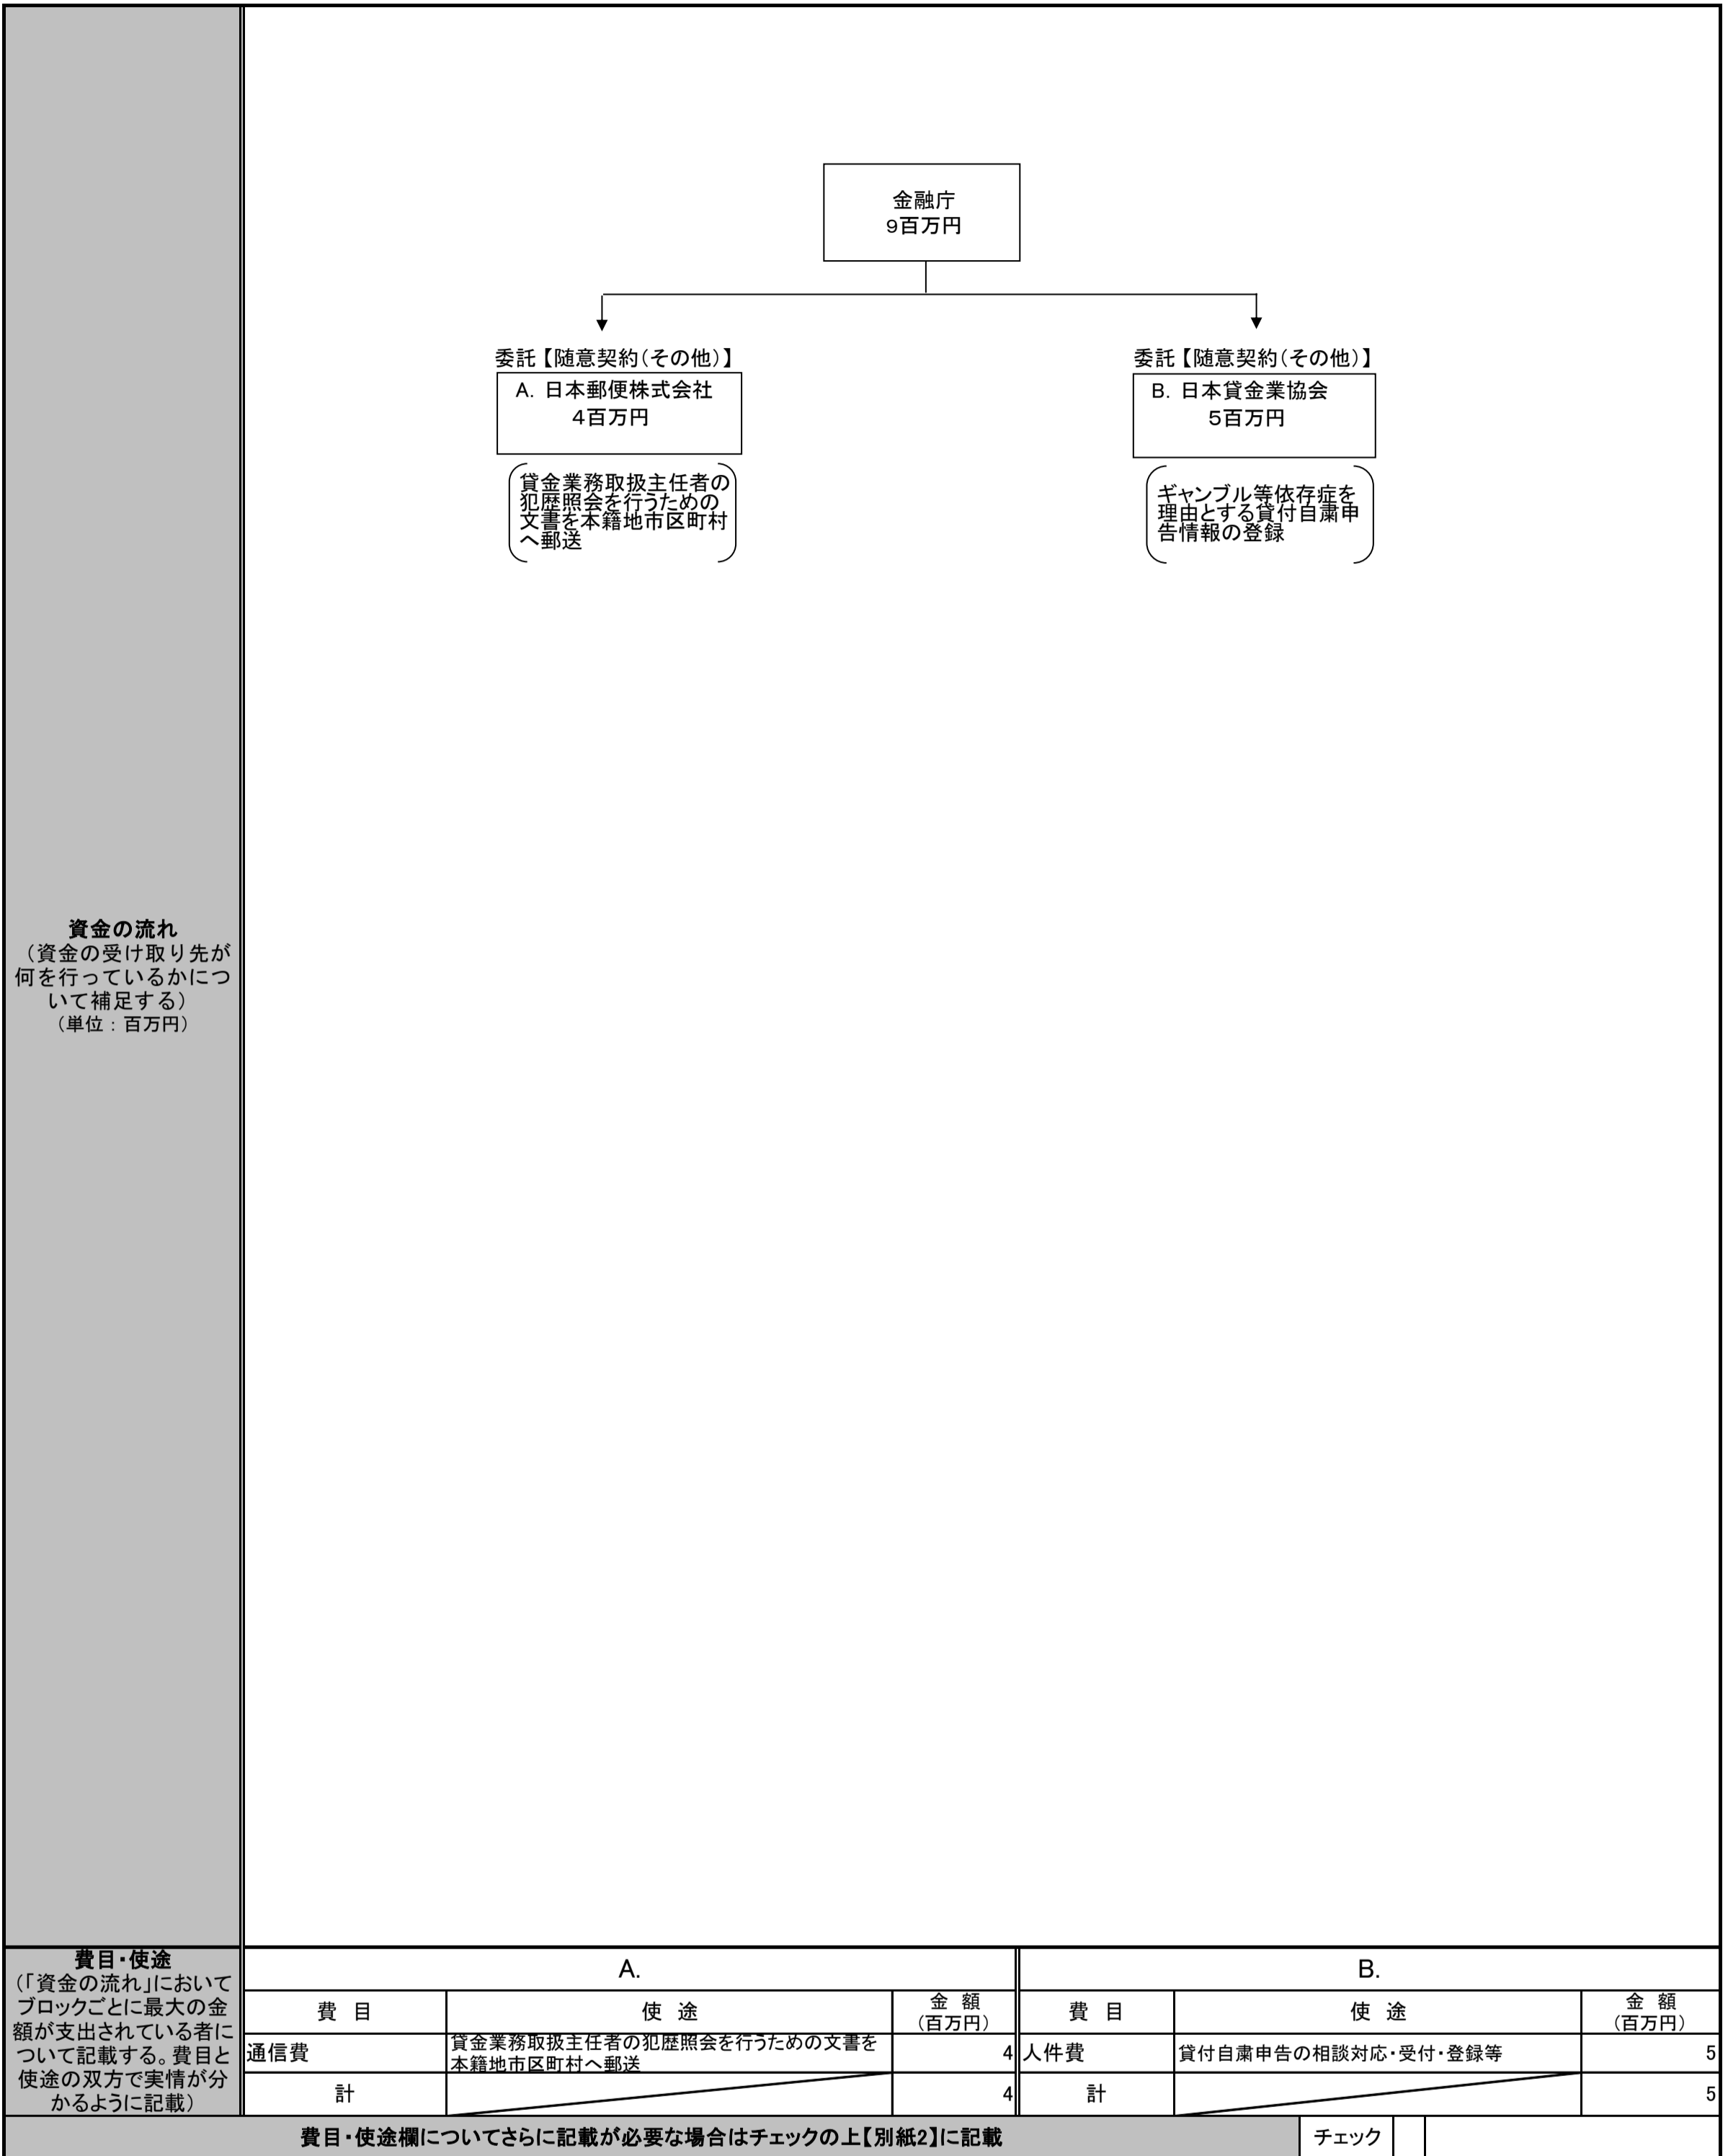 金融庁
9百万円
委託【随意契約(その他)】
A. 日本郵便株式会社
4百万円
貸金業務取扱主任者の
犯歴照会を行うための
文書を本籍地市区町村
へ郵送
委託【随意契約(その他)】
B. 日本貸金業協会
5百万円
ギャンブル等依存症を
理由とする貸付自粛申
告情報の登録
資金の流れ
（資金の受け取り先が
何を行っているかにつ
いて補足する）
（単位：百万円）
費目・使途
（「資金の流れ」において
ブロックごとに最大の金
額が支出されている者に
ついて記載する。費目と
使途の双方で実情が分
かるように記載）
A.
B.
費 目
使 途
金 額
（百万円）
費 目
使 途
金 額
（百万円）
通信費
貸金業務取扱主任者の犯歴照会を行うための文書を
本籍地市区町村へ郵送
4
人件費
貸付自粛申告の相談対応・受付・登録等
5
計
4
計
5
費目・使途欄についてさらに記載が必要な場合はチェックの上【別紙2】に記載
チェック